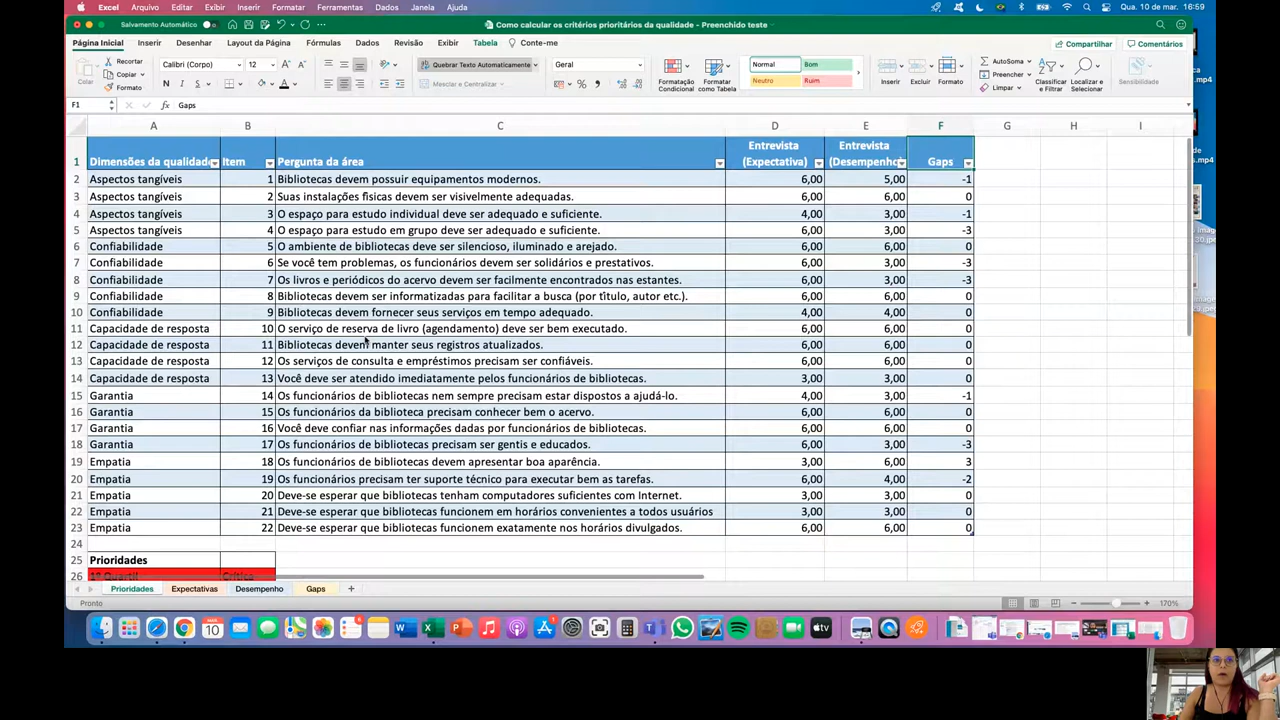 Excel Arquivo Editar Exibir Inserir Formatar Ferramentas Dados Janela Ajuda Qua. 10 de mar. 16:59
Salvamento Automático Como calcular os critérios prioritários da qualidade - Preenchido teste
Página Inicial Inserir Desenhar Layout da Página Fórmulas Dados Revisão Exibir Tabela Conte-me Compartilhar Comentários
Colar Recortar Copiar Formato Calibri (Corpo) 12 Quebrar Texto Automaticamente Mesclar e Centralizar Geral Formatação Condicional Formatar como Tabela Normal Bom Neutro Ruim Inserir Excluir Formato AutoSoma Preencher Limpar Classificar e Filtrar Localizar e Selecionar Sensibilidade
F1 fx Gaps
A B C D E F G H I
1 Dimensões da qualidade Item Pergunta da área Entrevista (Expectativa) Entrevista (Desempenho) Gaps
2 Aspectos tangíveis 1 Bibliotecas devem possuir equipamentos modernos. 6,00 5,00 -1
3 Aspectos tangíveis 2 Suas instalações físicas devem ser visivelmente adequadas. 6,00 6,00 0
4 Aspectos tangíveis 3 O espaço para estudo individual deve ser adequado e suficiente. 4,00 3,00 -1
5 Aspectos tangíveis 4 O espaço para estudo em grupo deve ser adequado e suficiente. 6,00 3,00 -3
6 Confiabilidade 5 O ambiente de bibliotecas deve ser silencioso, iluminado e arejado. 6,00 6,00 0
7 Confiabilidade 6 Se você tem problemas, os funcionários devem ser solidários e prestativos. 6,00 3,00 -3
8 Confiabilidade 7 Os livros e periódicos do acervo devem ser facilmente encontrados nas estantes. 6,00 3,00 -3
9 Confiabilidade 8 Bibliotecas devem ser informatizadas para facilitar a busca (por título, autor etc.). 6,00 6,00 0
10 Confiabilidade 9 Bibliotecas devem fornecer seus serviços em tempo adequado. 4,00 4,00 0
11 Capacidade de resposta 10 O serviço de reserva de livro (agendamento) deve ser bem executado. 6,00 6,00 0
12 Capacidade de resposta 11 Bibliotecas devem manter seus registros atualizados. 6,00 6,00 0
13 Capacidade de resposta 12 Os serviços de consulta e empréstimos precisam ser confiáveis. 6,00 6,00 0
14 Capacidade de resposta 13 Você deve ser atendido imediatamente pelos funcionários de bibliotecas. 3,00 3,00 0
15 Garantia 14 Os funcionários de bibliotecas nem sempre precisam estar dispostos a ajudá-lo. 4,00 3,00 -1
16 Garantia 15 Os funcionários da biblioteca precisam conhecer bem o acervo. 6,00 6,00 0
17 Garantia 16 Você deve confiar nas informações dadas por funcionários de bibliotecas. 6,00 6,00 0
18 Garantia 17 Os funcionários de bibliotecas precisam ser gentis e educados. 6,00 3,00 -3
19 Empatia 18 Os funcionários de bibliotecas devem apresentar boa aparência. 3,00 6,00 3
20 Empatia 19 Os funcionários precisam ter suporte técnico para executar bem as tarefas. 6,00 4,00 -2
21 Empatia 20 Deve-se esperar que bibliotecas tenham computadores suficientes com Internet. 3,00 3,00 0
22 Empatia 21 Deve-se esperar que bibliotecas funcionem em horários convenientes a todos usuários 3,00 3,00 0
23 Empatia 22 Deve-se esperar que bibliotecas funcionem exatamente nos horários divulgados. 6,00 6,00 0
24
25 Prioridades
26 1º Quartil Crítica
Prioridades Expectativas Desempenho Gaps +
Pronto 170%